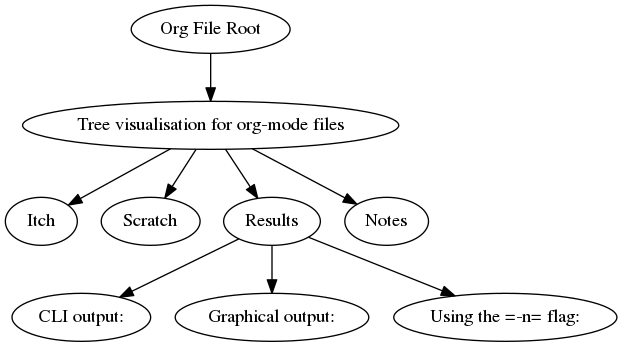 Org File Root
Tree visualisation for org-mode files
Itch
Scratch
Results
Notes
CLI output:
Graphical output:
Using the =-n= flag: